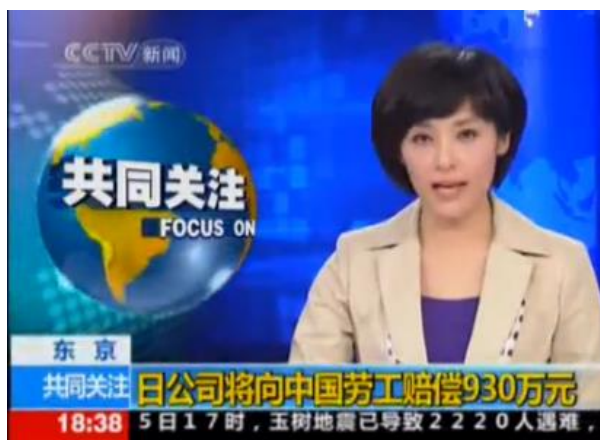 CCTV新闻
共同关注
FOCUS ON
东京
共同关注 日公司将向中国劳工赔偿930万元
18:38 5日17时，玉树地震已导致2220人遇难，